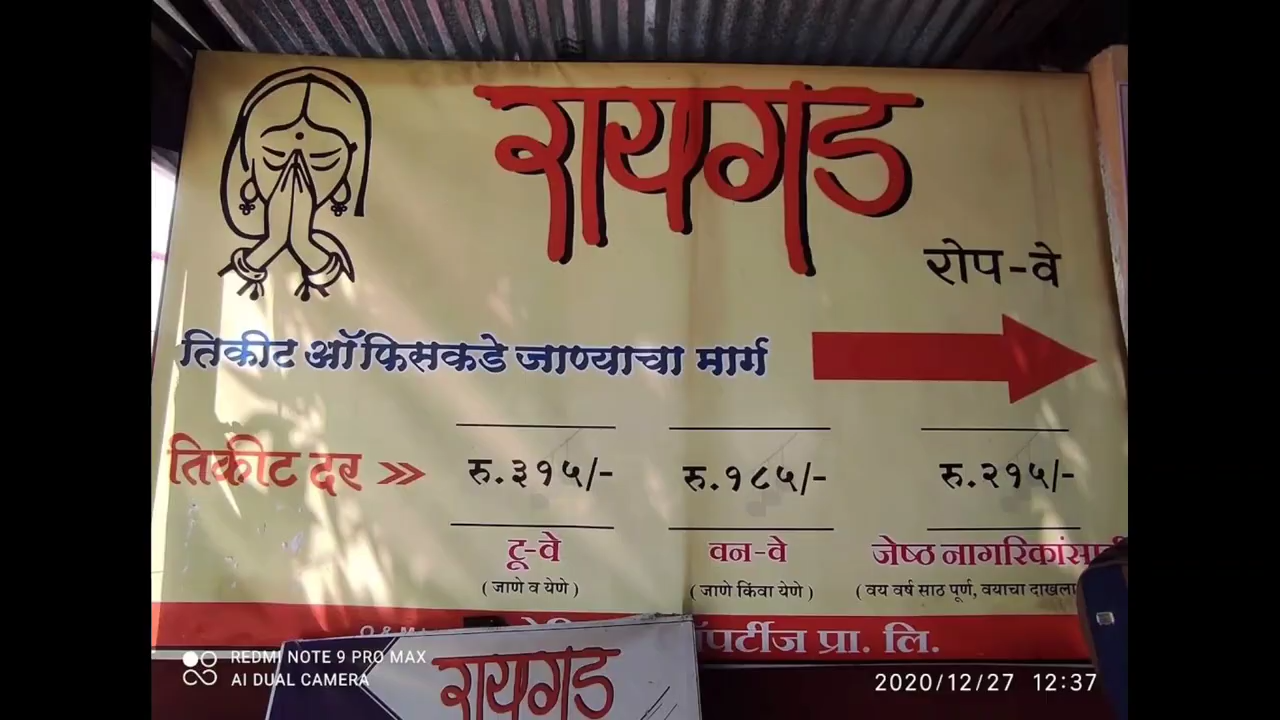 रायगड
रोप-वे
तिकीट ऑफिसकडे जाण्याचा मार्ग
तिकीट दर >> रु.३१५/- रु.१८५/- रु.२१५/-
टू-वे वन-वे जेष्ठ नागरिकांसाठी
( जाणे व येणे ) ( जाणे किंवा येणे ) ( वय वर्ष साठ पूर्ण, वयाचा दाखला
प्रा. लि.
रायगड
REDMI NOTE 9 PRO MAX
AI DUAL CAMERA
2020/12/27 12:37